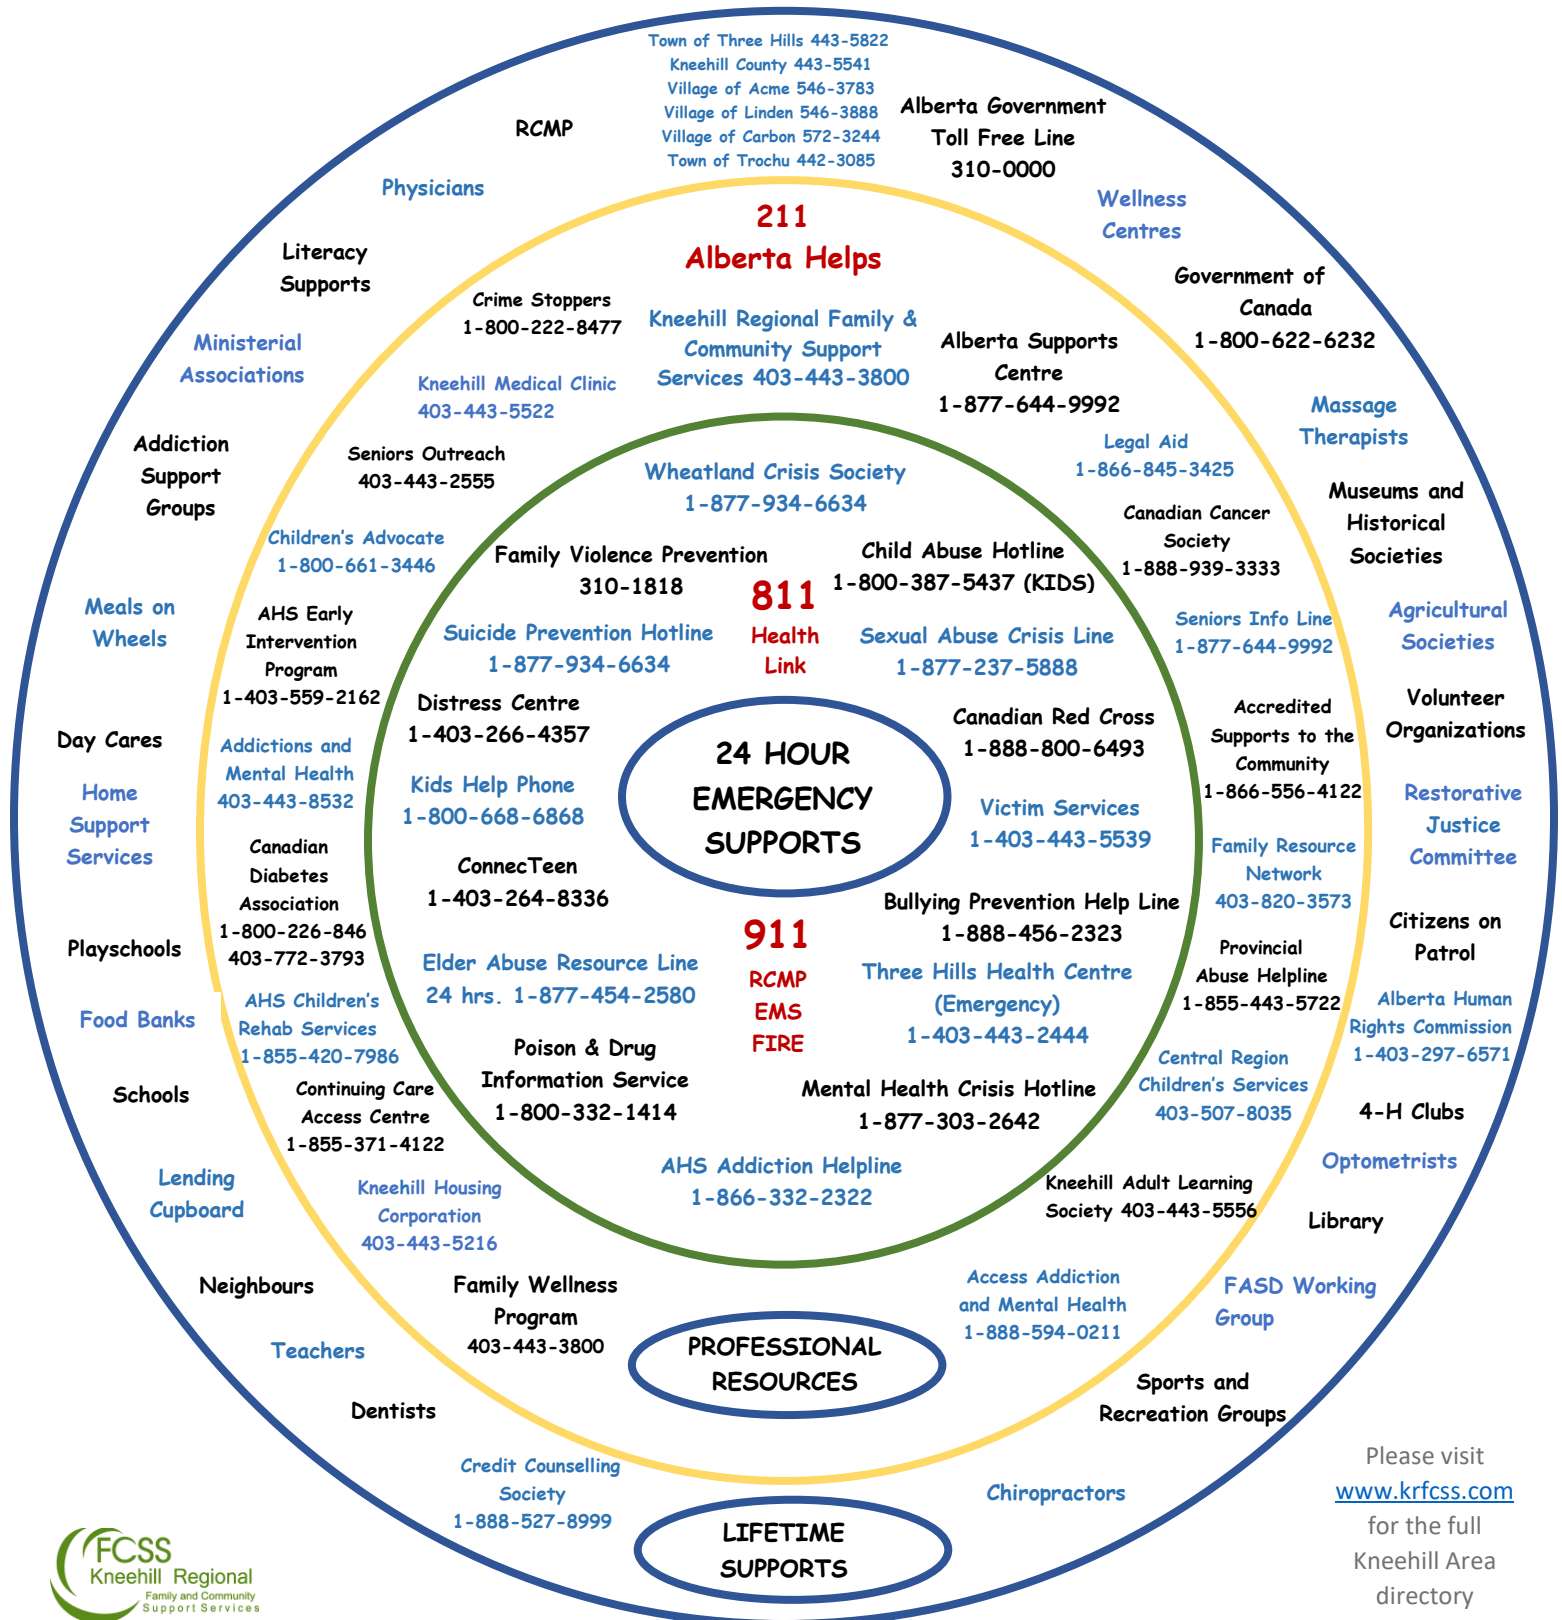 Town of Three Hills 443-5822
Kneehill County 443-5541
Village of Acme 546-3783
Village of Linden 546-3888
Village of Carbon 572-3244
Town of Trochu 442-3085
Alberta Government
Toll Free Line
310-0000
RCMP
Physicians
Wellness
Centres
Literacy
Supports
Government of
Canada
1-800-622-6232
Ministerial
Associations
Massage
Therapists
Addiction
Support
Groups
Museums and
Historical
Societies
Meals on
Wheels
Agricultural
Societies
Day Cares
Volunteer
Organizations
Home
Support
Services
Restorative
Justice
Committee
Playschools
Citizens on
Patrol
Food Banks
Alberta Human
Rights Commission
1-403-297-6571
Schools
4-H Clubs
Lending
Cupboard
Optometrists
Library
Neighbours
FASD Working
Group
Teachers
Sports and
Recreation Groups
Dentists
Credit Counselling
Society
1-888-527-8999
Chiropractors
LIFETIME
SUPPORTS
211
Alberta Helps
Crime Stoppers
1-800-222-8477
Kneehill Regional Family &
Community Support
Services 403-443-3800
Alberta Supports
Centre
1-877-644-9992
Kneehill Medical Clinic
403-443-5522
Legal Aid
1-866-845-3425
Seniors Outreach
403-443-2555
Canadian Cancer
Society
1-888-939-3333
Children's Advocate
1-800-661-3446
Seniors Info Line
1-877-644-9992
AHS Early
Intervention
Program
1-403-559-2162
Accredited
Supports to the
Community
1-866-556-4122
Addictions and
Mental Health
403-443-8532
Family Resource
Network
403-820-3573
Canadian
Diabetes
Association
1-800-226-846
403-772-3793
Provincial
Abuse Helpline
1-855-443-5722
AHS Children's
Rehab Services
1-855-420-7986
Central Region
Children's Services
403-507-8035
Continuing Care
Access Centre
1-855-371-4122
Kneehill Adult Learning
Society 403-443-5556
Kneehill Housing
Corporation
403-443-5216
Access Addiction
and Mental Health
1-888-594-0211
Family Wellness
Program
403-443-3800
PROFESSIONAL
RESOURCES
Wheatland Crisis Society
1-877-934-6634
Family Violence Prevention
310-1818
Child Abuse Hotline
1-800-387-5437 (KIDS)
811
Health
Link
Suicide Prevention Hotline
1-877-934-6634
Sexual Abuse Crisis Line
1-877-237-5888
Distress Centre
1-403-266-4357
Canadian Red Cross
1-888-800-6493
24 HOUR
EMERGENCY
SUPPORTS
Kids Help Phone
1-800-668-6868
Victim Services
1-403-443-5539
ConnecTeen
1-403-264-8336
Bullying Prevention Help Line
1-888-456-2323
911
RCMP
EMS
FIRE
Elder Abuse Resource Line
24 hrs. 1-877-454-2580
Three Hills Health Centre
(Emergency)
1-403-443-2444
Poison & Drug
Information Service
1-800-332-1414
Mental Health Crisis Hotline
1-877-303-2642
AHS Addiction Helpline
1-866-332-2322
FCSS
Kneehill Regional
Family and Community
Support Services
Please visit
www.krfcss.com
for the full
Kneehill Area
directory